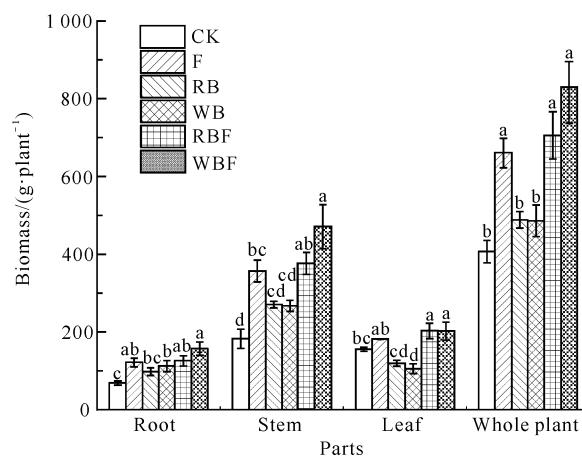 1 000
800
600
400
200
0
Biomass/(g·plant⁻¹)
CK
F
RB
WB
RBF
WBF
c ab bc b ab a
d bc cd cd ab a
bc ab cd d a a
b a b b a a
Root Stem Leaf Whole plant
Parts